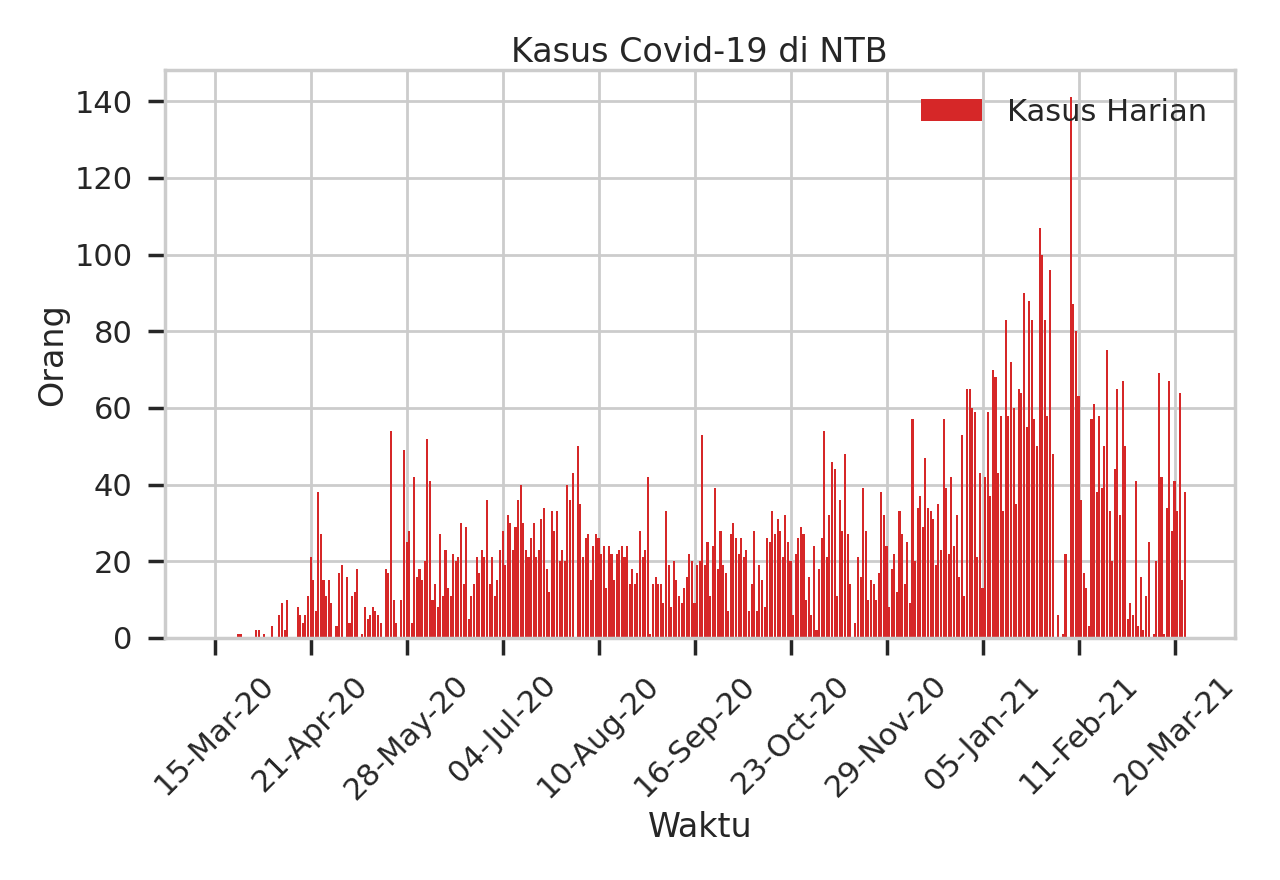 Kasus Covid-19 di NTB
Kasus Harian
140
120
100
80
60
40
20
0
Orang
15-Mar-20
21-Apr-20
28-May-20
04-Jul-20
10-Aug-20
16-Sep-20
23-Oct-20
29-Nov-20
05-Jan-21
11-Feb-21
20-Mar-21
Waktu